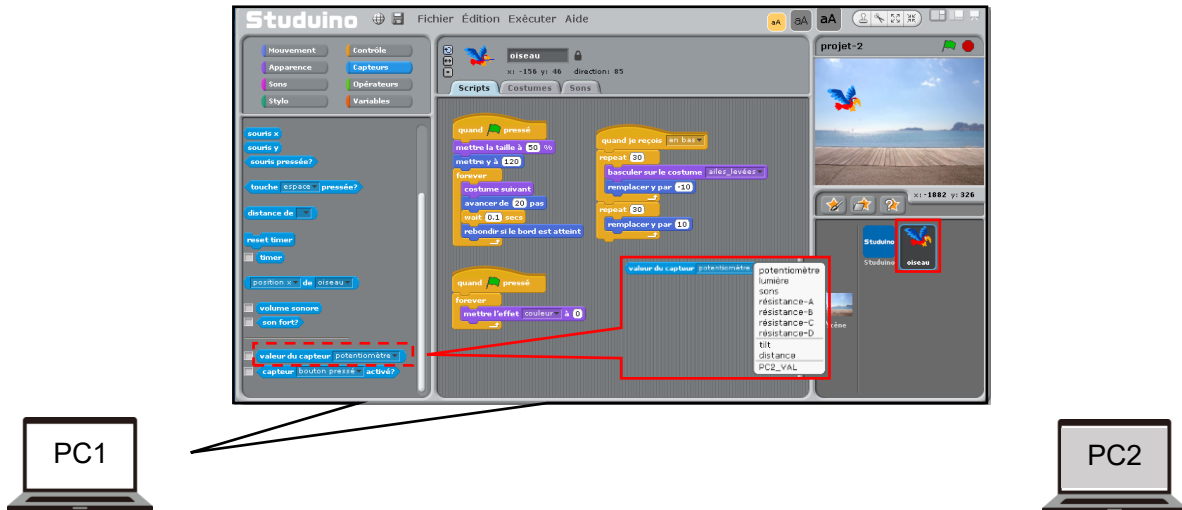 Studuino Fichier Édition Exècuter Aide aA aA aA
Mouvement Contrôle
Apparence Capteurs
Sons Opérateurs
Stylo Variables
oiseau
x: -156 y: 46 direction: 85
Scripts Costumes Sons
projet-2
souris x
souris y
souris pressée?
touche espace pressée?
distance de
reset timer
timer
position x de oiseau
volume sonore
son fort?
valeur du capteur potentiomètre
capteur bouton pressé activé?
quand pressé
mettre la taille à 50 %
mettre y à 120
forever
costume suivant
avancer de 20 pas
wait 0.1 secs
rebondir si le bord est atteint
quand pressé
forever
mettre l'effet couleur à 0
quand je reçois en bas
repeat 30
basculer sur le costume ailes_levées
remplacer y par -10
repeat 30
remplacer y par 10
valeur du capteur potentiomètre
potentiomètre
lumière
sons
résistance-A
résistance-B
résistance-C
résistance-D
tilt
distance
PC2_VAL
x: -1882 y: 326
Studuino
Studuino oiseau
PC1
PC2